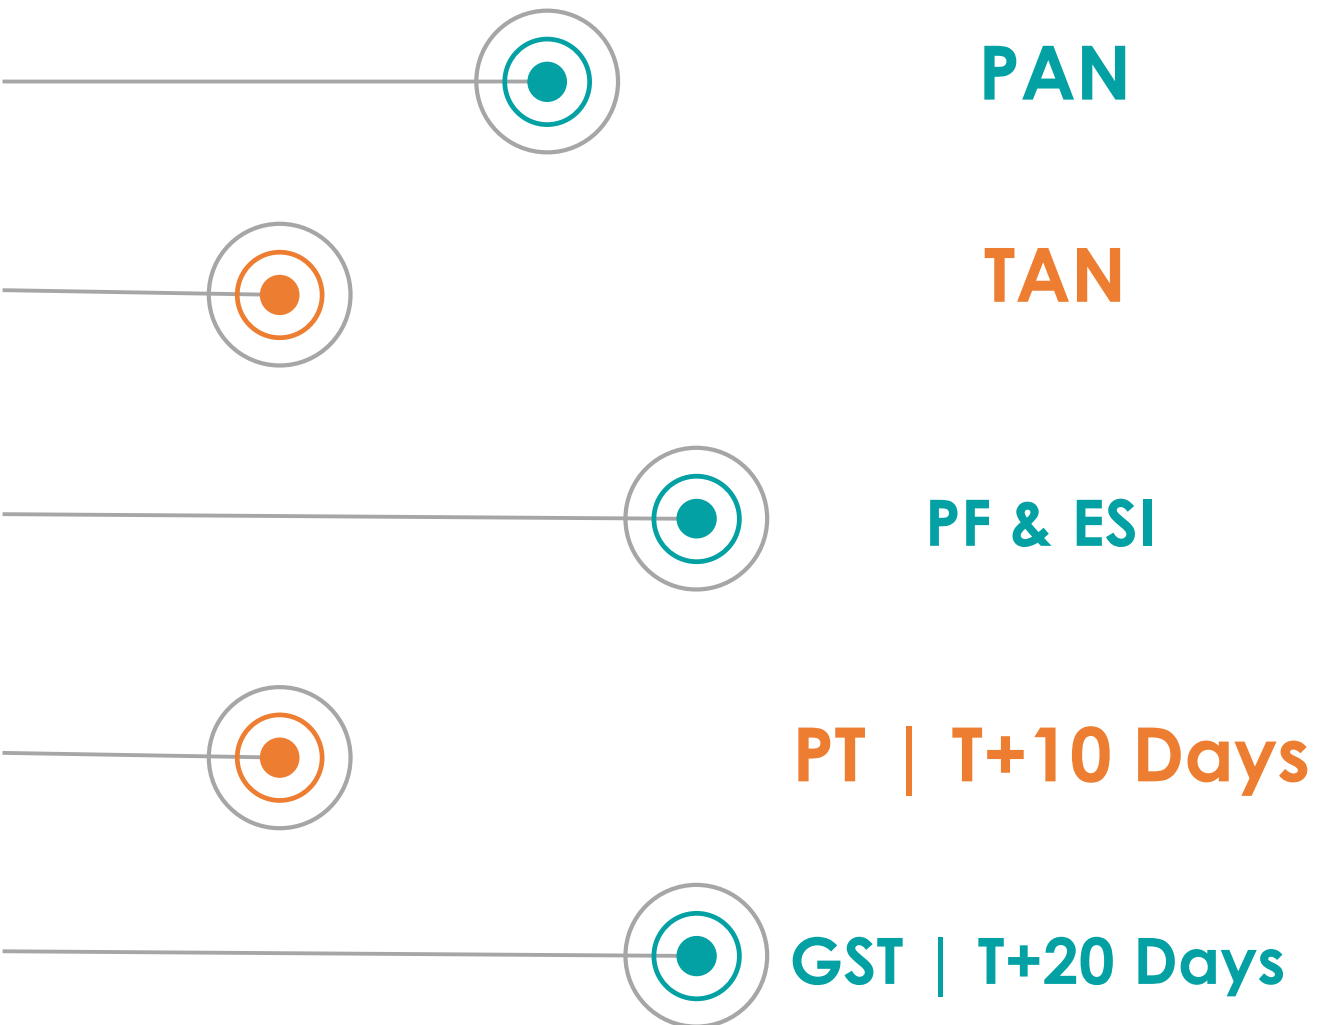 PAN
TAN
PF & ESI
PT | T+10 Days
GST | T+20 Days